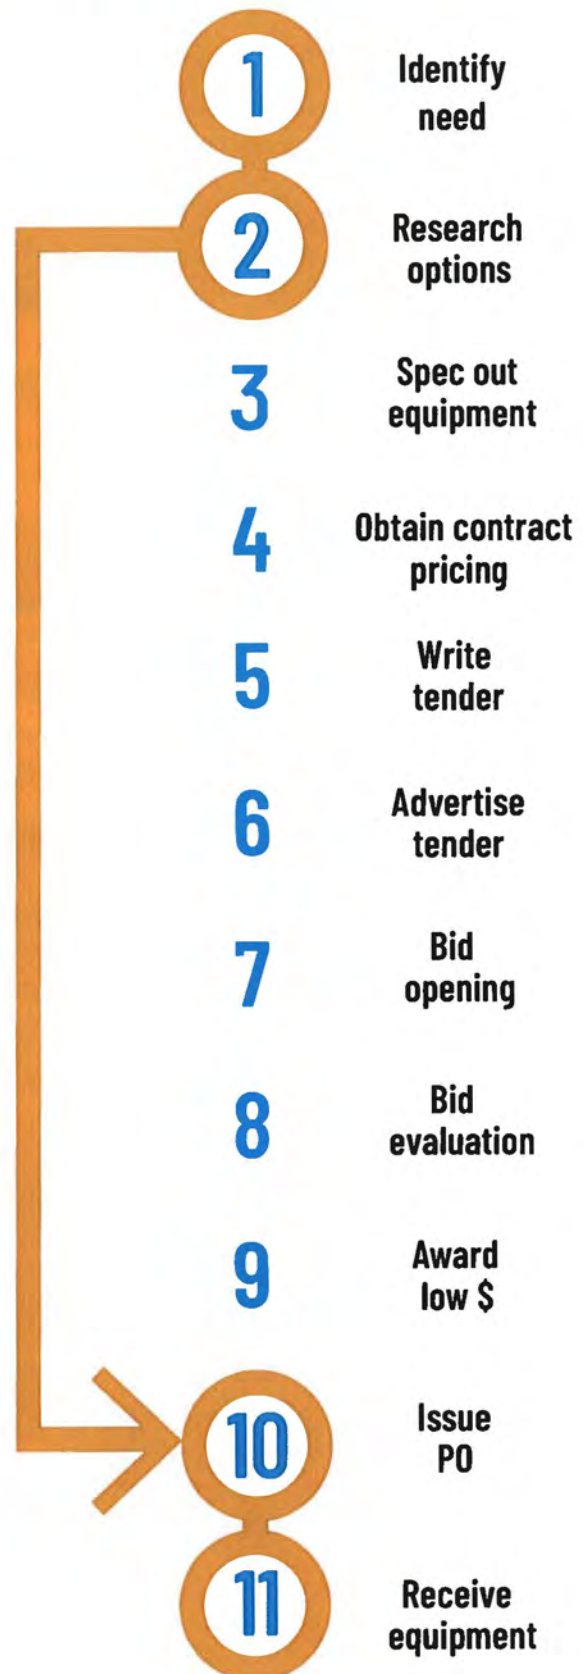 1
Identify
need
2
Research
options
3
Spec out
equipment
4
Obtain contract
pricing
5
Write
tender
6
Advertise
tender
7
Bid
opening
8
Bid
evaluation
9
Award
low $
10
Issue
PO
11
Receive
equipment